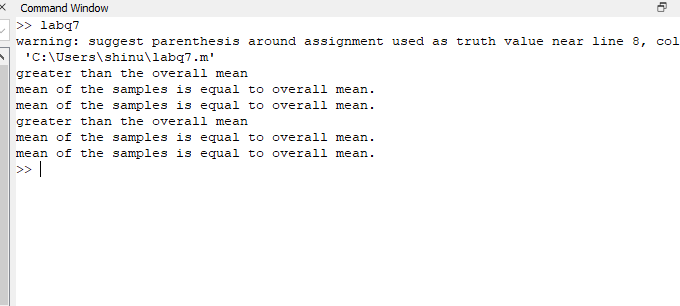 Command Window
>> labq7
warning: suggest parenthesis around assignment used as truth value near line 8, col
'C:\Users\shinu\labq7.m'
greater than the overall mean
mean of the samples is equal to overall mean.
mean of the samples is equal to overall mean.
greater than the overall mean
mean of the samples is equal to overall mean.
mean of the samples is equal to overall mean.
>>